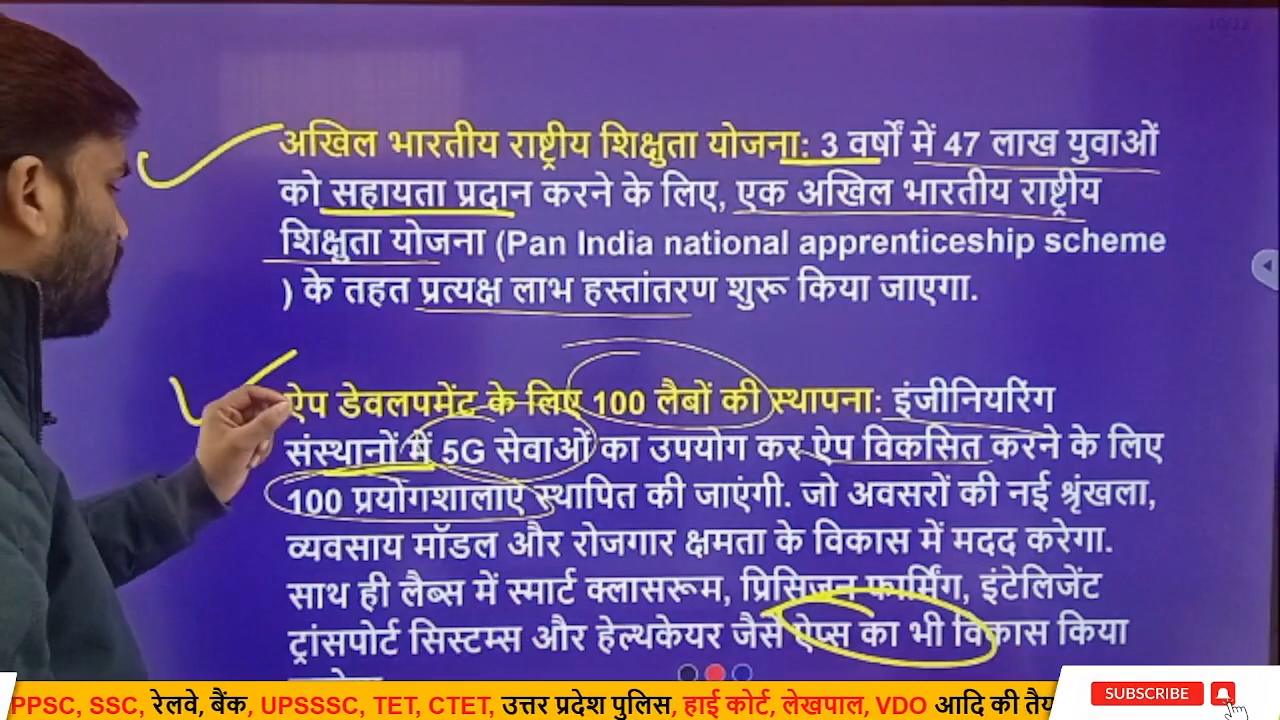 10/22
अखिल भारतीय राष्ट्रीय शिक्षुता योजना: 3 वर्षों में 47 लाख युवाओं
को सहायता प्रदान करने के लिए, एक अखिल भारतीय राष्ट्रीय
शिक्षुता योजना (Pan India national apprenticeship scheme
) के तहत प्रत्यक्ष लाभ हस्तांतरण शुरू किया जाएगा.
ऐप डेवलपमेंट के लिए 100 लैबों की स्थापना: इंजीनियरिंग
संस्थानों में 5G सेवाओं का उपयोग कर ऐप विकसित करने के लिए
100 प्रयोगशालाएं स्थापित की जाएंगी. जो अवसरों की नई श्रृंखला,
व्यवसाय मॉडल और रोजगार क्षमता के विकास में मदद करेगा.
साथ ही लैब्स में स्मार्ट क्लासरूम, प्रिसिजन फार्मिंग, इंटेलिजेंट
ट्रांसपोर्ट सिस्टम्स और हेल्थकेयर जैसे ऐप्स का भी विकास किया
PPSC, SSC, रेलवे, बैंक, UPSSSC, TET, CTET, उत्तर प्रदेश पुलिस, हाई कोर्ट, लेखपाल, VDO आदि की तैय
SUBSCRIBE